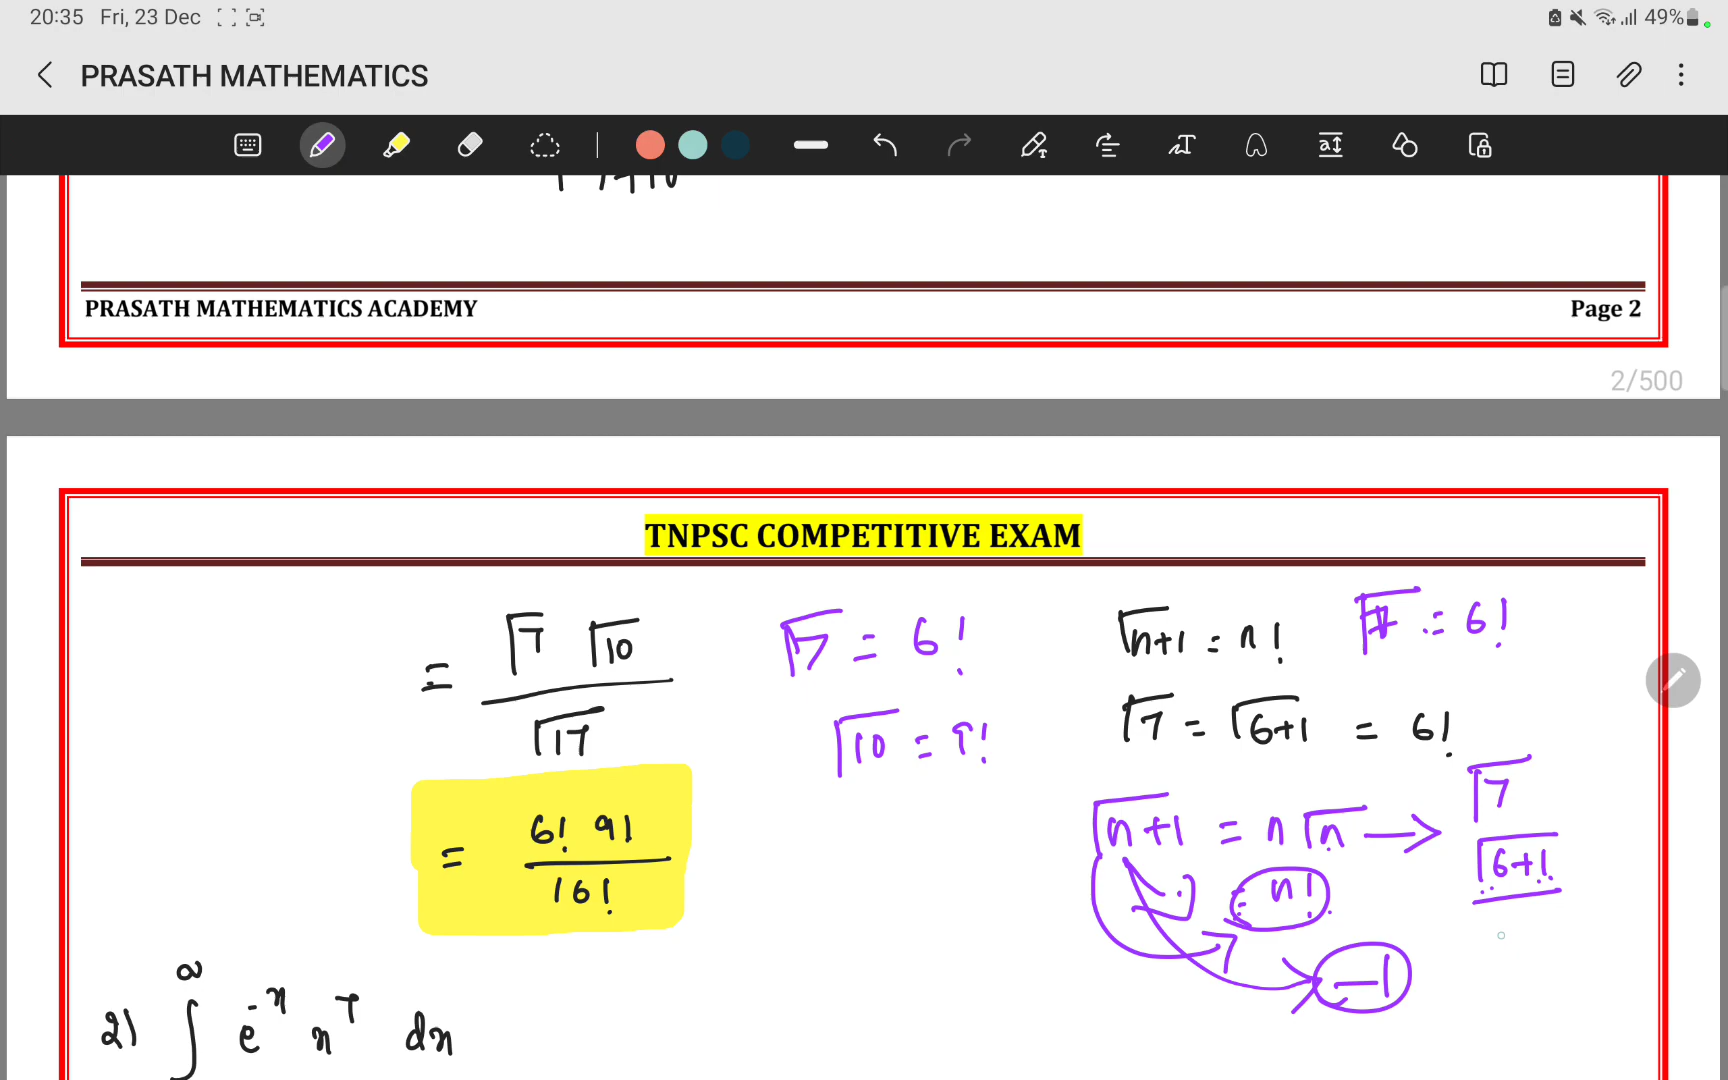 20:35 Fri, 23 Dec
49%
PRASATH MATHEMATICS
PRASATH MATHEMATICS ACADEMY
Page 2
2/500
TNPSC COMPETITIVE EXAM
= Γ7 Γ10 / Γ17
Γ7 = 6!
Γn+1 = n!
Γ7 = 6!
Γ10 = 9!
Γ7 = Γ6+1 = 6!
= 6! 9! / 16!
Γn+1 = n Γn →
Γ7
Γ6+1
= n!
-1
2) ∫ ∞ e^-x x^7 dx